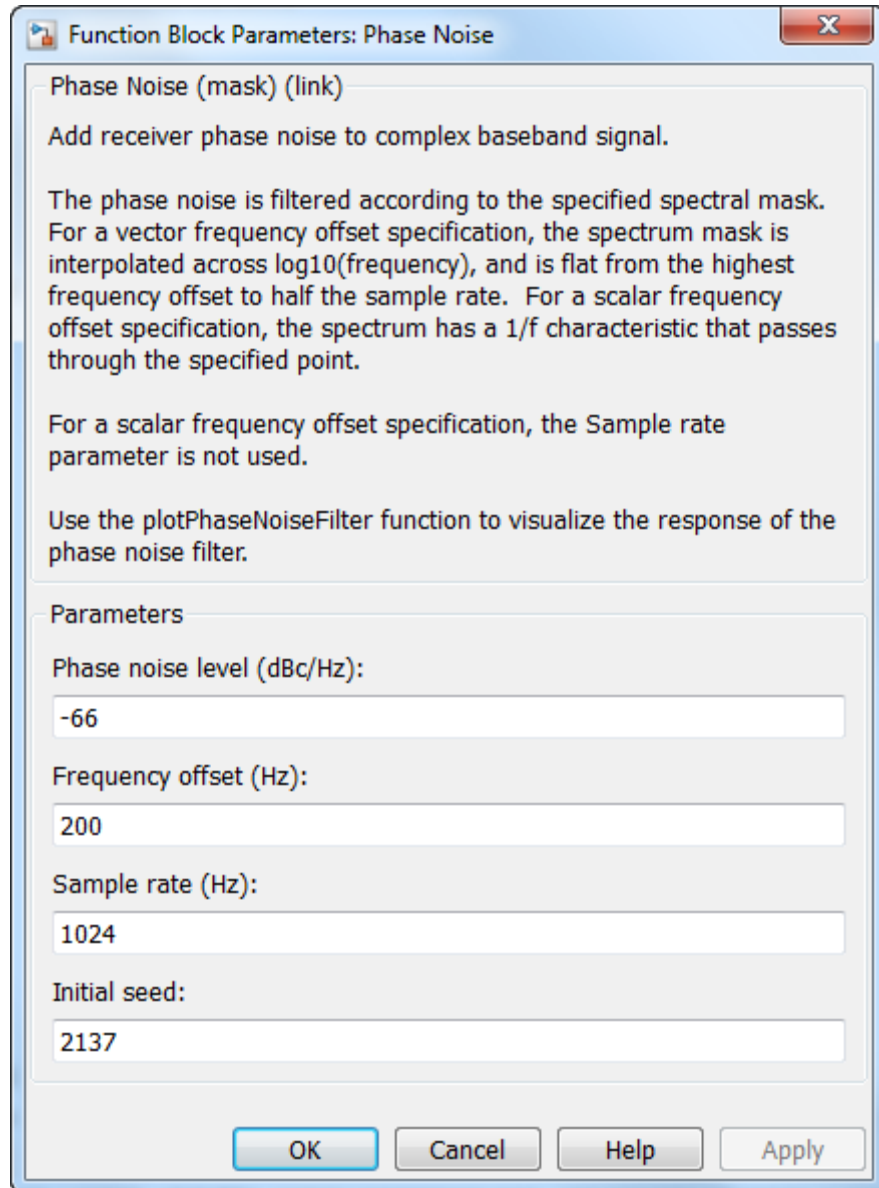 Function Block Parameters: Phase Noise
Phase Noise (mask) (link)
Add receiver phase noise to complex baseband signal.
The phase noise is filtered according to the specified spectral mask.
For a vector frequency offset specification, the spectrum mask is
interpolated across log10(frequency), and is flat from the highest
frequency offset to half the sample rate.  For a scalar frequency
offset specification, the spectrum has a 1/f characteristic that passes
through the specified point.
For a scalar frequency offset specification, the Sample rate
parameter is not used.
Use the plotPhaseNoiseFilter function to visualize the response of the
phase noise filter.
Parameters
Phase noise level (dBc/Hz):
-66
Frequency offset (Hz):
200
Sample rate (Hz):
1024
Initial seed:
2137
OK Cancel Help Apply